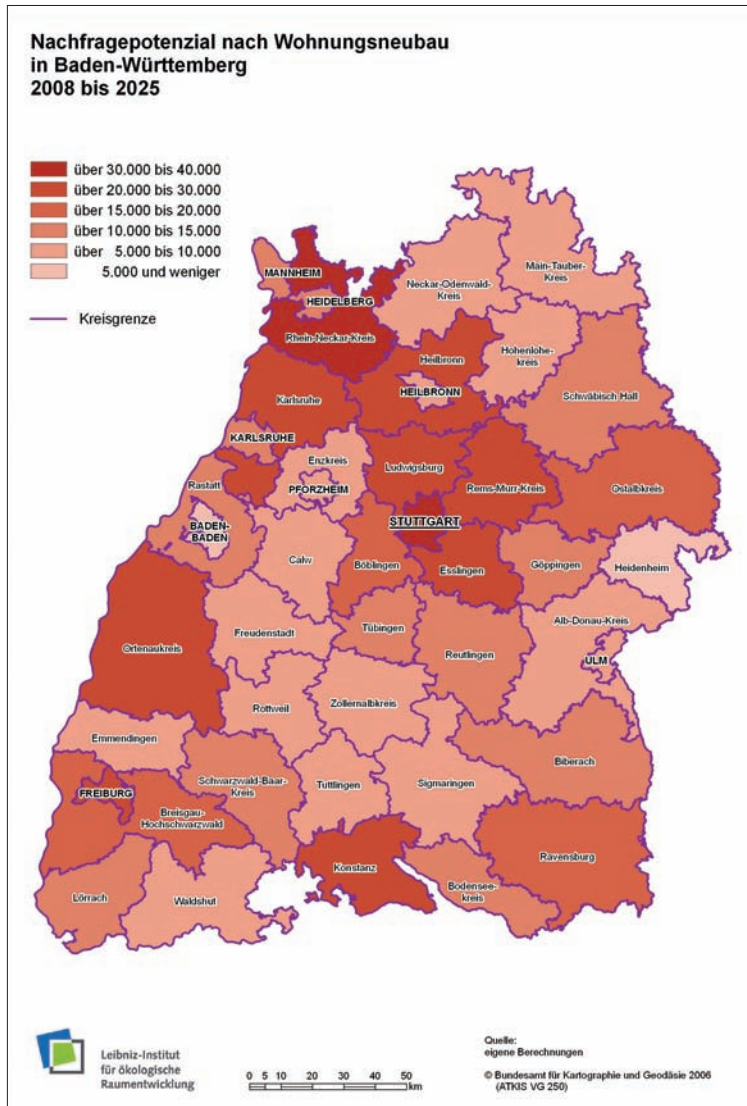 Nachfragepotenzial nach Wohnungsneubau
in Baden-Württemberg
2008 bis 2025
über 30.000 bis 40.000
über 20.000 bis 30.000
über 15.000 bis 20.000
über 10.000 bis 15.000
über 5.000 bis 10.000
5.000 und weniger
Kreisgrenze
MANNHEIM
HEIDELBERG
Rhein-Neckar-Kreis
Neckar-Odenwald-
Kreis
Main-Tauber-
Kreis
Heilbronn
HEILBRONN
Hohenlohe-
kreis
Schwäbisch Hall
Karlsruhe
KARLSRUHE
Enzkreis
PFORZHEIM
Ludwigsburg
Rems-Murr-Kreis
Ostalbkreis
Rastatt
BADEN-
BADEN
STUTTGART
Calw
Böblingen
Esslingen
Göppingen
Heidenheim
Ortenaukreis
Freudenstadt
Tübingen
Reutlingen
Alb-Donau-Kreis
ULM
Rottweil
Zollernalbkreis
Emmendingen
Schwarzwald-Baar-
Kreis
Tuttlingen
Sigmaringen
Biberach
FREIBURG
Breisgau-
Hochschwarzwald
Konstanz
Ravensburg
Lörrach
Waldshut
Bodensee-
kreis
Leibniz-Institut
für ökologische
Raumentwicklung
0 5 10 20 30 40 50
km
Quelle:
eigene Berechnungen
© Bundesamt für Kartographie und Geodäsie 2006
(ATKIS VG 250)